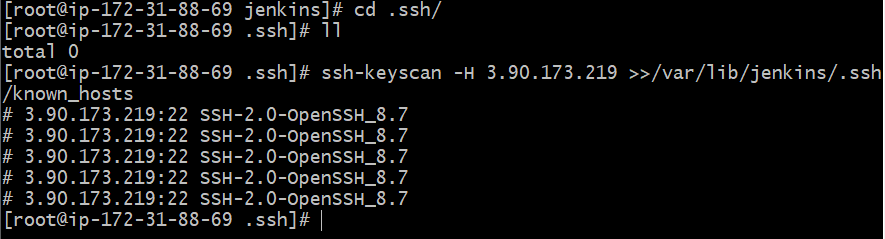 [root@ip-172-31-88-69 jenkins]# cd .ssh/
[root@ip-172-31-88-69 .ssh]# ll
total 0
[root@ip-172-31-88-69 .ssh]# ssh-keyscan -H 3.90.173.219 >>/var/lib/jenkins/.ssh
/known_hosts
# 3.90.173.219:22 SSH-2.0-OpenSSH_8.7
# 3.90.173.219:22 SSH-2.0-OpenSSH_8.7
# 3.90.173.219:22 SSH-2.0-OpenSSH_8.7
# 3.90.173.219:22 SSH-2.0-OpenSSH_8.7
# 3.90.173.219:22 SSH-2.0-OpenSSH_8.7
[root@ip-172-31-88-69 .ssh]#